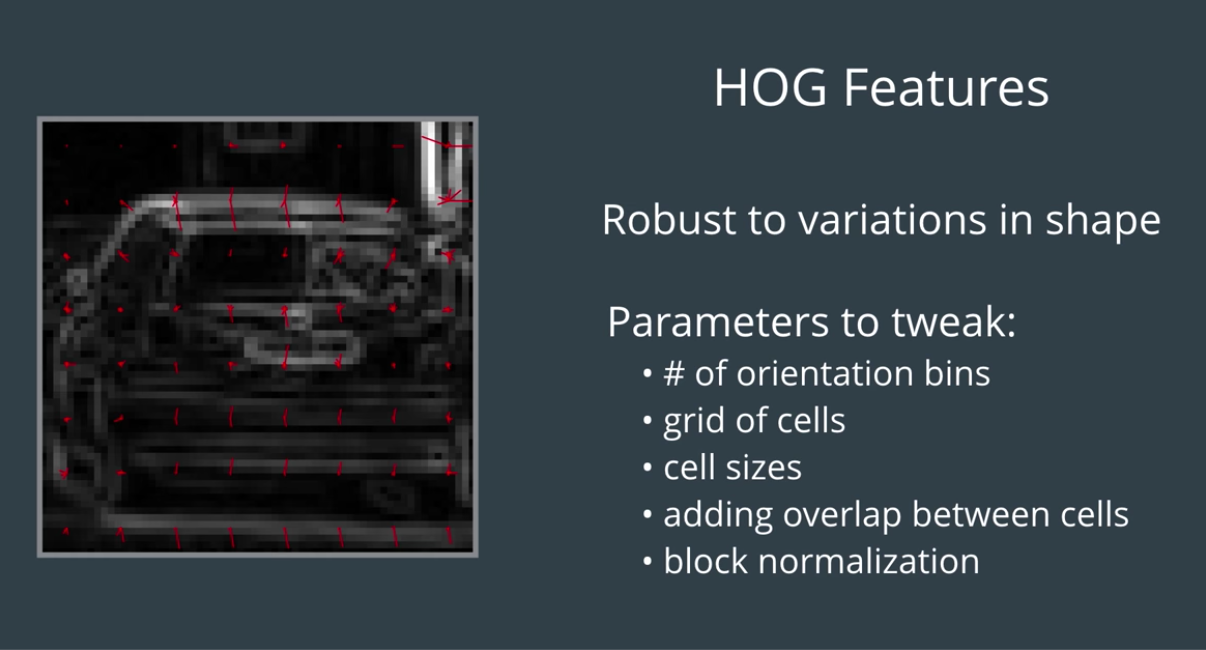 HOG Features
Robust to variations in shape
Parameters to tweak:
• # of orientation bins
• grid of cells
• cell sizes
• adding overlap between cells
• block normalization